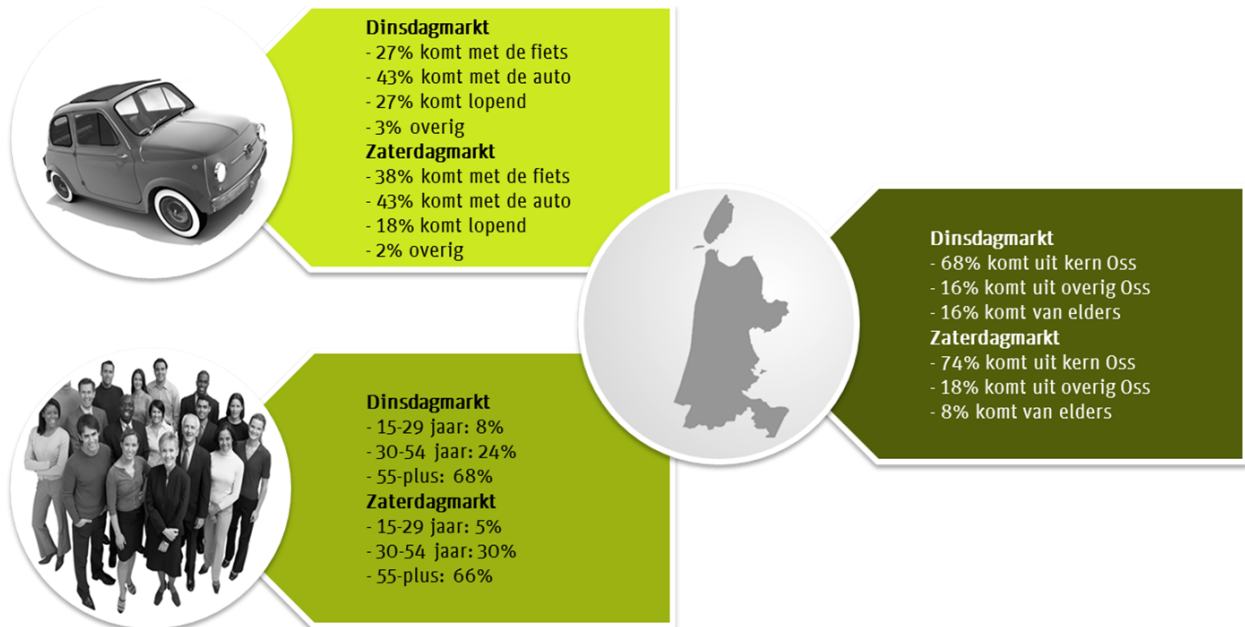 Dinsdagmarkt
- 27% komt met de fiets
- 43% komt met de auto
- 27% komt lopend
- 3% overig
Zaterdagmarkt
- 38% komt met de fiets
- 43% komt met de auto
- 18% komt lopend
- 2% overig
Dinsdagmarkt
- 68% komt uit kern Oss
- 16% komt uit overig Oss
- 16% komt van elders
Zaterdagmarkt
- 74% komt uit kern Oss
- 18% komt uit overig Oss
- 8% komt van elders
Dinsdagmarkt
- 15-29 jaar: 8%
- 30-54 jaar: 24%
- 55-plus: 68%
Zaterdagmarkt
- 15-29 jaar: 5%
- 30-54 jaar: 30%
- 55-plus: 66%